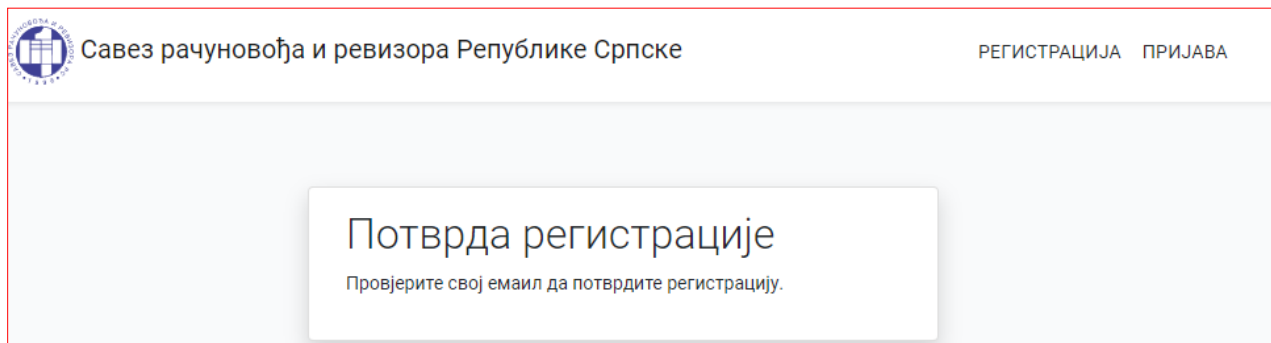 Савез рачуновођа и ревизора Републике Српске
РЕГИСТРАЦИЈА ПРИЈАВА
Потврда регистрације
Провјерите свој емаил да потврдите регистрацију.